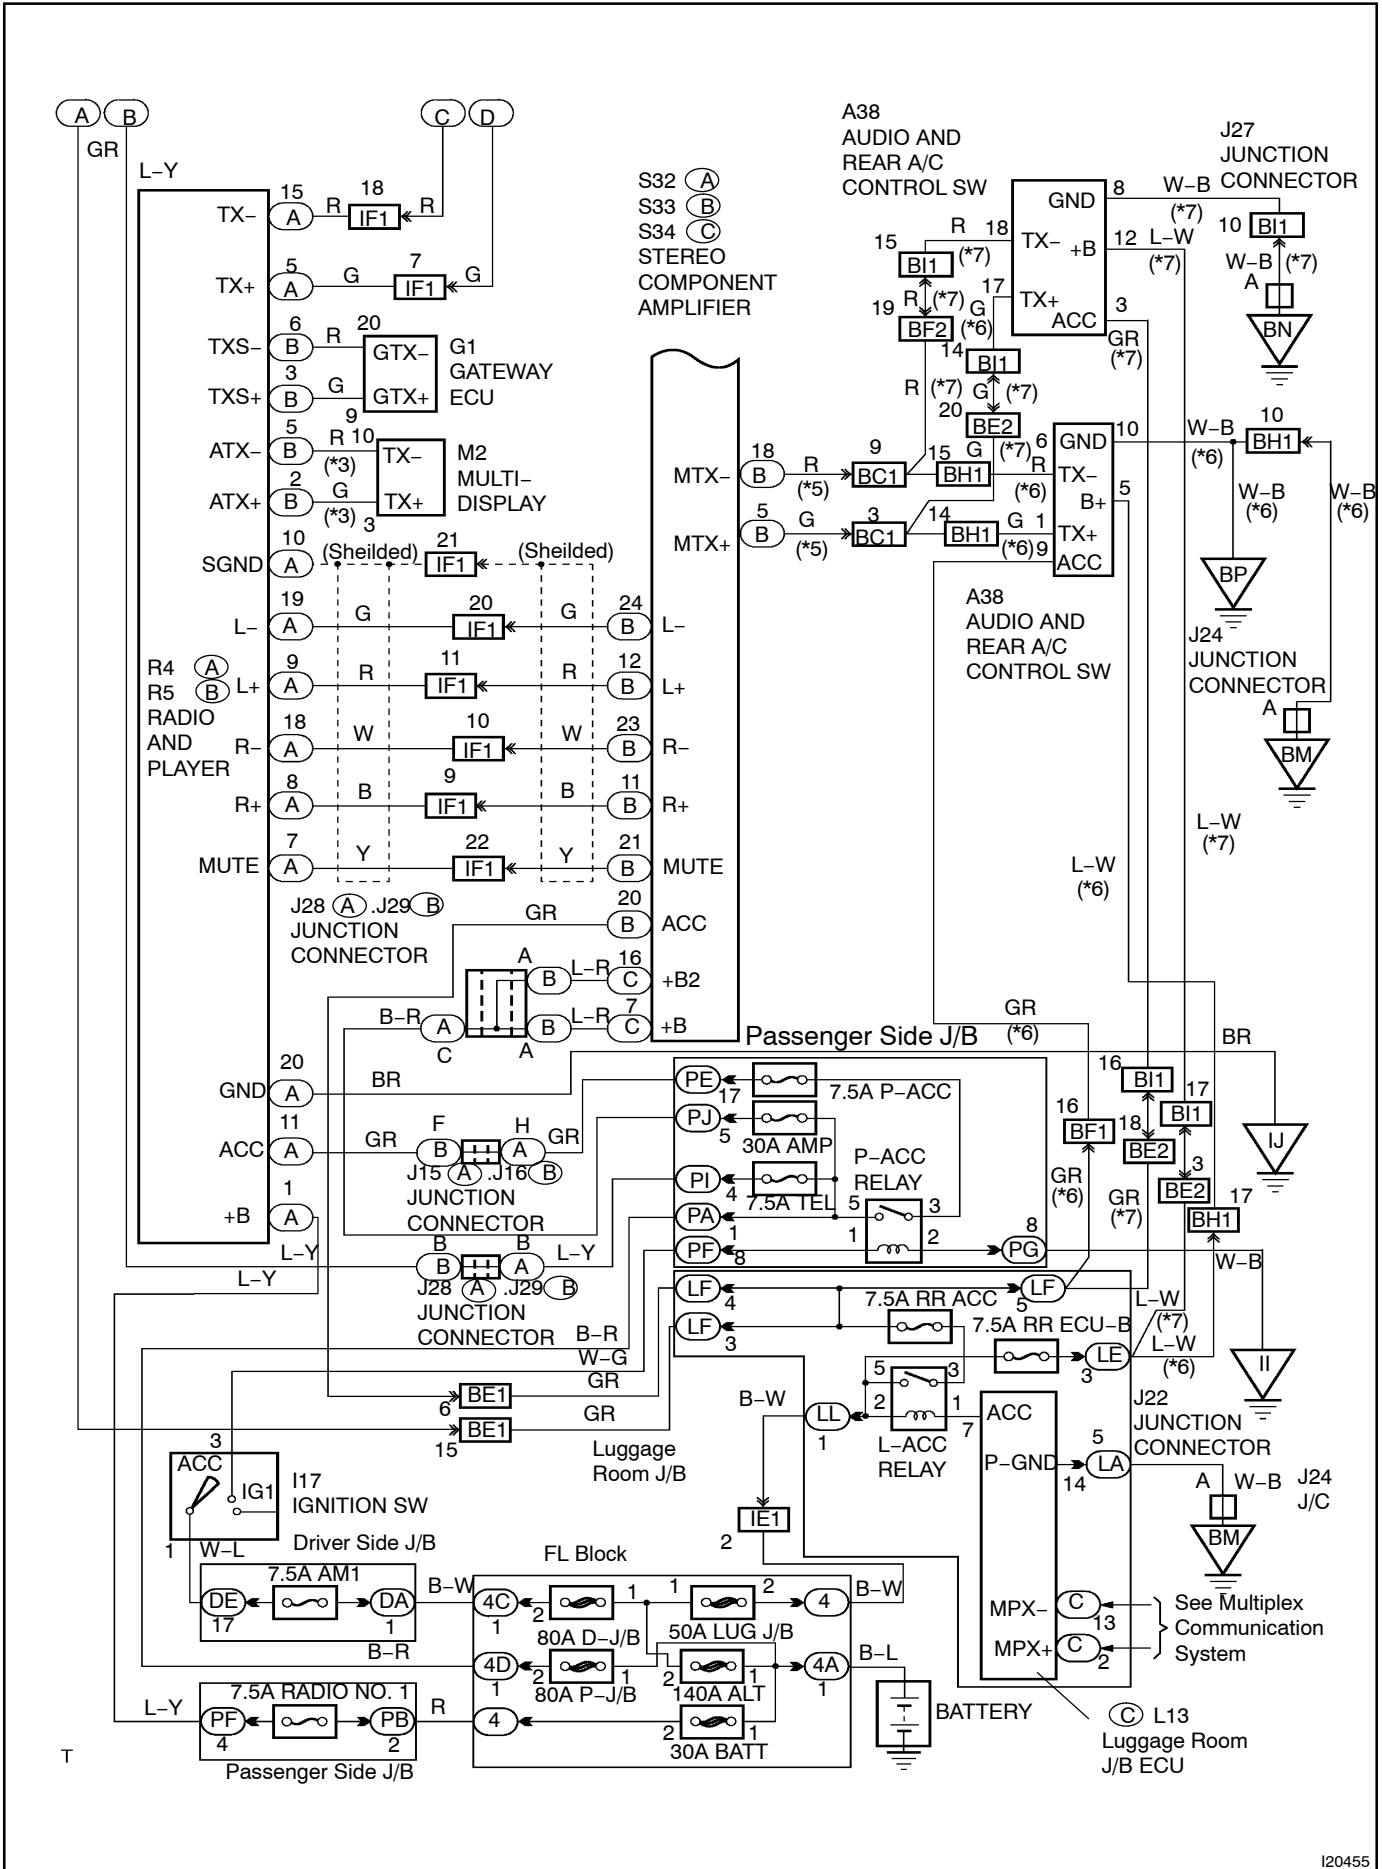 A B C D
GR
L−Y
A38
AUDIO AND
REAR A/C
CONTROL SW
J27
JUNCTION
CONNECTOR
S32 A
S33 B
S34 C
STEREO
COMPONENT
AMPLIFIER
TX− 15 A R 18 IF1 R
TX+ 5 A G 7 IF1 G
TXS− 6 B R 20 GTX− G1
GATEWAY
ECU
TXS+ 3 B G GTX+
9
ATX− 5 B R 10 TX− M2
(*3)
MULTI−
DISPLAY
ATX+ 2 B G TX+
(*3) 3
SGND 10 A (Sheilded) 21 IF1 (Sheilded)
L− 19 A G 20 IF1 G 24 B L−
L+ 9 A R 11 IF1 R 12 B L+
R4 A
R5 B
RADIO
AND
PLAYER
R− 18 A W 10 IF1 W 23 B R−
R+ 8 A B 9 IF1 B 11 B R+
MUTE 7 A Y 22 IF1 Y 21 B MUTE
J28 A .J29 B
JUNCTION
CONNECTOR
GR 20 B ACC
A B L−R 16 C +B2
B−R A B L−R 7 C +B
C A
GND 8 W−B (*7) 10 BI1
W−B (*7)
A
BN
+B 12 L−W (*7)
15 BI1 R (*7) 18 TX−
17 TX+
ACC 3
GR (*7)
19 BF2 R (*7)
G (*6)
14 BI1
G (*7)
20 BE2
(*7)
R (*7)
MTX− 18 B R (*5) 9 BC1 15 BH1 G R (*6) 6 TX−
MTX+ 5 B G (*5) 3 BC1 14 BH1 G (*6) 1 TX+
GND 10 W−B (*6) 10 BH1
B+ 5
9 ACC
W−B (*6)
W−B (*6)
BP
A38
AUDIO AND
REAR A/C
CONTROL SW
J24
JUNCTION
CONNECTOR
A
BM
L−W (*7)
L−W (*6)
GR (*6)
BR
Passenger Side J/B
GND 20 A BR
ACC 11 A GR F B H A GR
J15 A .J16 B
JUNCTION
CONNECTOR
+B 1 A
L−Y
L−Y
B B B A L−Y
J28 A .J29 B
JUNCTION
CONNECTOR
PE 17 7.5A P−ACC
PJ 5 30A AMP
PI 4 7.5A TEL
PA 1
PF 8
P−ACC
RELAY
5 3
1 2
PG 8
W−B
16 BI1
17 BI1
16 BF1
18 BE2
3 BE2
17 BH1
GR (*6)
GR (*7)
IJ
LF 4
LF 3
7.5A RR ACC
LF 5
7.5A RR ECU−B
L−W (*7)
L−W (*6)
LE 3
II
B−R
W−G
GR
6 BE1
GR
15 BE1
Luggage
Room J/B
B−W
LL 1
5 3
2 1
L−ACC
RELAY
7 ACC
P−GND 14
5 LA
J22
JUNCTION
CONNECTOR
A W−B
J24
J/C
BM
3
ACC
IG1
I17
IGNITION SW
1 W−L
Driver Side J/B
7.5A AM1
DE 17 DA 1
B−W
B−R
FL Block
IE1
2
4C 1 2 80A D−J/B 1
1 50A LUG J/B 2 4 B−W
4D 1 2 80A P−J/B 1
2 140A ALT 1 4A 1 B−L
4 2 30A BATT 1
L−Y
7.5A RADIO NO. 1
PF 4 PB 2 R
Passenger Side J/B
BATTERY
MPX− C 13
MPX+ C 2
See Multiplex
Communication
System
C L13
Luggage Room
J/B ECU
T
I20455